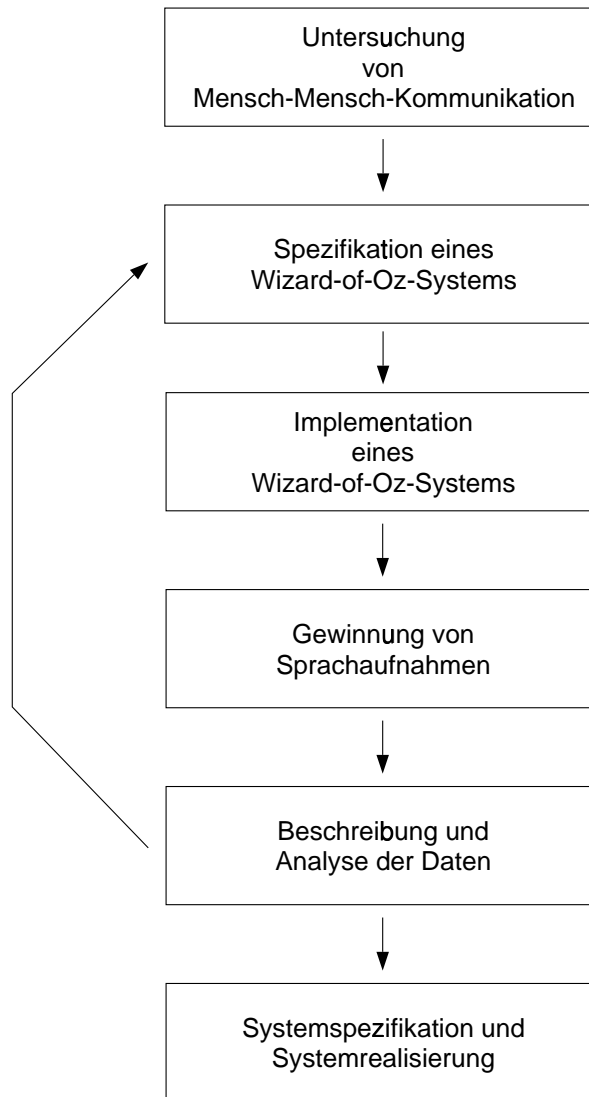 Untersuchung
von
Mensch-Mensch-Kommunikation
Spezifikation eines
Wizard-of-Oz-Systems
Implementation
eines
Wizard-of-Oz-Systems
Gewinnung von
Sprachaufnahmen
Beschreibung und
Analyse der Daten
Systemspezifikation und
Systemrealisierung